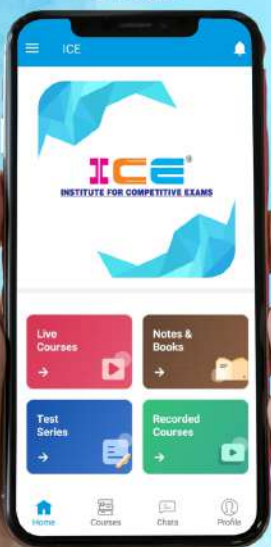 ICE
ICE®
INSTITUTE FOR COMPETITIVE EXAMS
Live
Courses
Notes &
Books
Test
Series
Recorded
Courses
Home
Courses
Chats
Profile